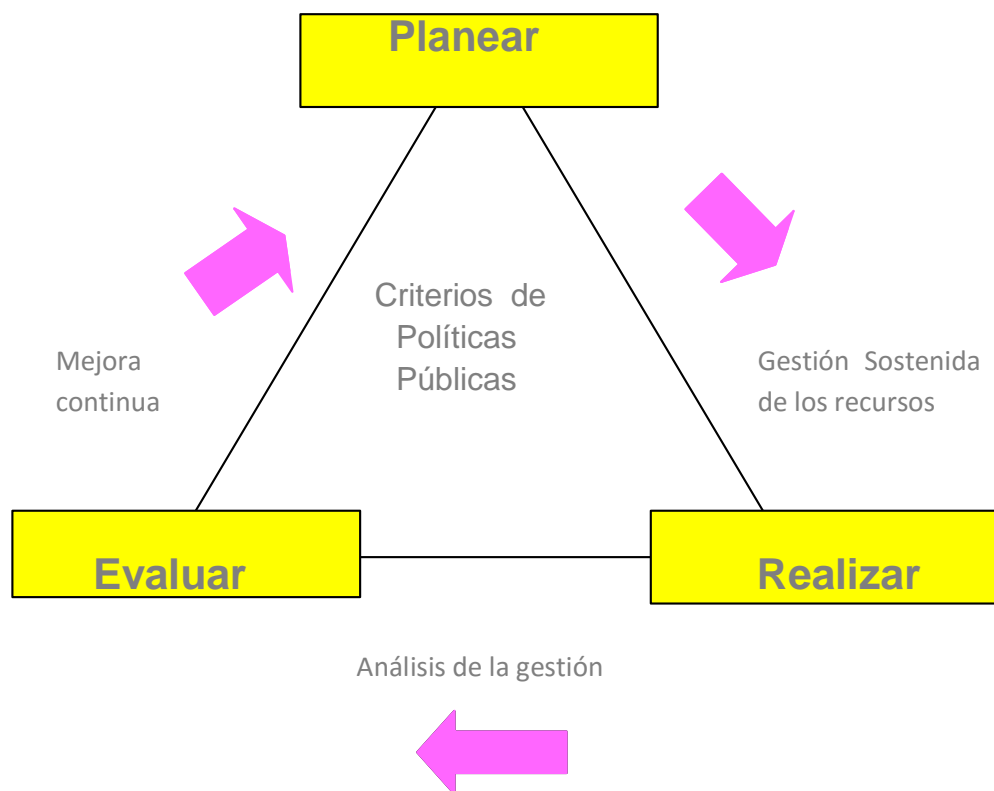 Planear
Criterios de
Políticas
Públicas
Mejora
continua
Gestión Sostenida
de los recursos
Evaluar
Realizar
Análisis de la gestión